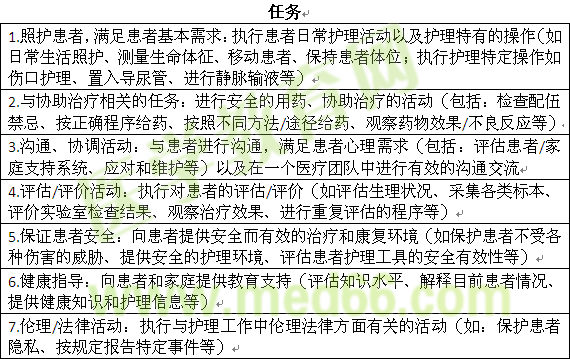 任务
1.照护患者，满足患者基本需求：执行患者日常护理活动以及护理特有的操作（如
日常生活照护、测量生命体征、移动患者、保持患者体位；执行护理特定操作如
伤口护理、置入导尿管、进行静脉输液等）
2.与协助治疗相关的任务：进行安全的用药、协助治疗的活动（包括：检查配伍
禁忌、按正确程序给药、按照不同方法/途径给药、观察药物效果/不良反应等）
3.沟通、协调活动：与患者进行沟通，满足患者心理需求（包括：评估患者/家
庭支持系统、应对和维护等）以及在一个医疗团队中进行有效的沟通交流
4.评估/评价活动：执行对患者的评估/评价（如评估生理状况、采集各类标本、
评价实验室检查结果、观察治疗效果、进行重复评估的程序等）
5.保证患者安全：向患者提供安全而有效的治疗和康复环境（如保护患者不受各
种伤害的威胁、提供安全的护理环境、评估患者护理工具的安全有效性等）
6.健康指导：向患者和家庭提供教育支持（评估知识水平、解释目前患者情况、
提供健康知识和护理信息等）
7.伦理/法律活动：执行与护理工作中伦理法律方面有关的活动（如：保护患者
隐私、按规定报告特定事件等）
医学教育网
www.med66.com